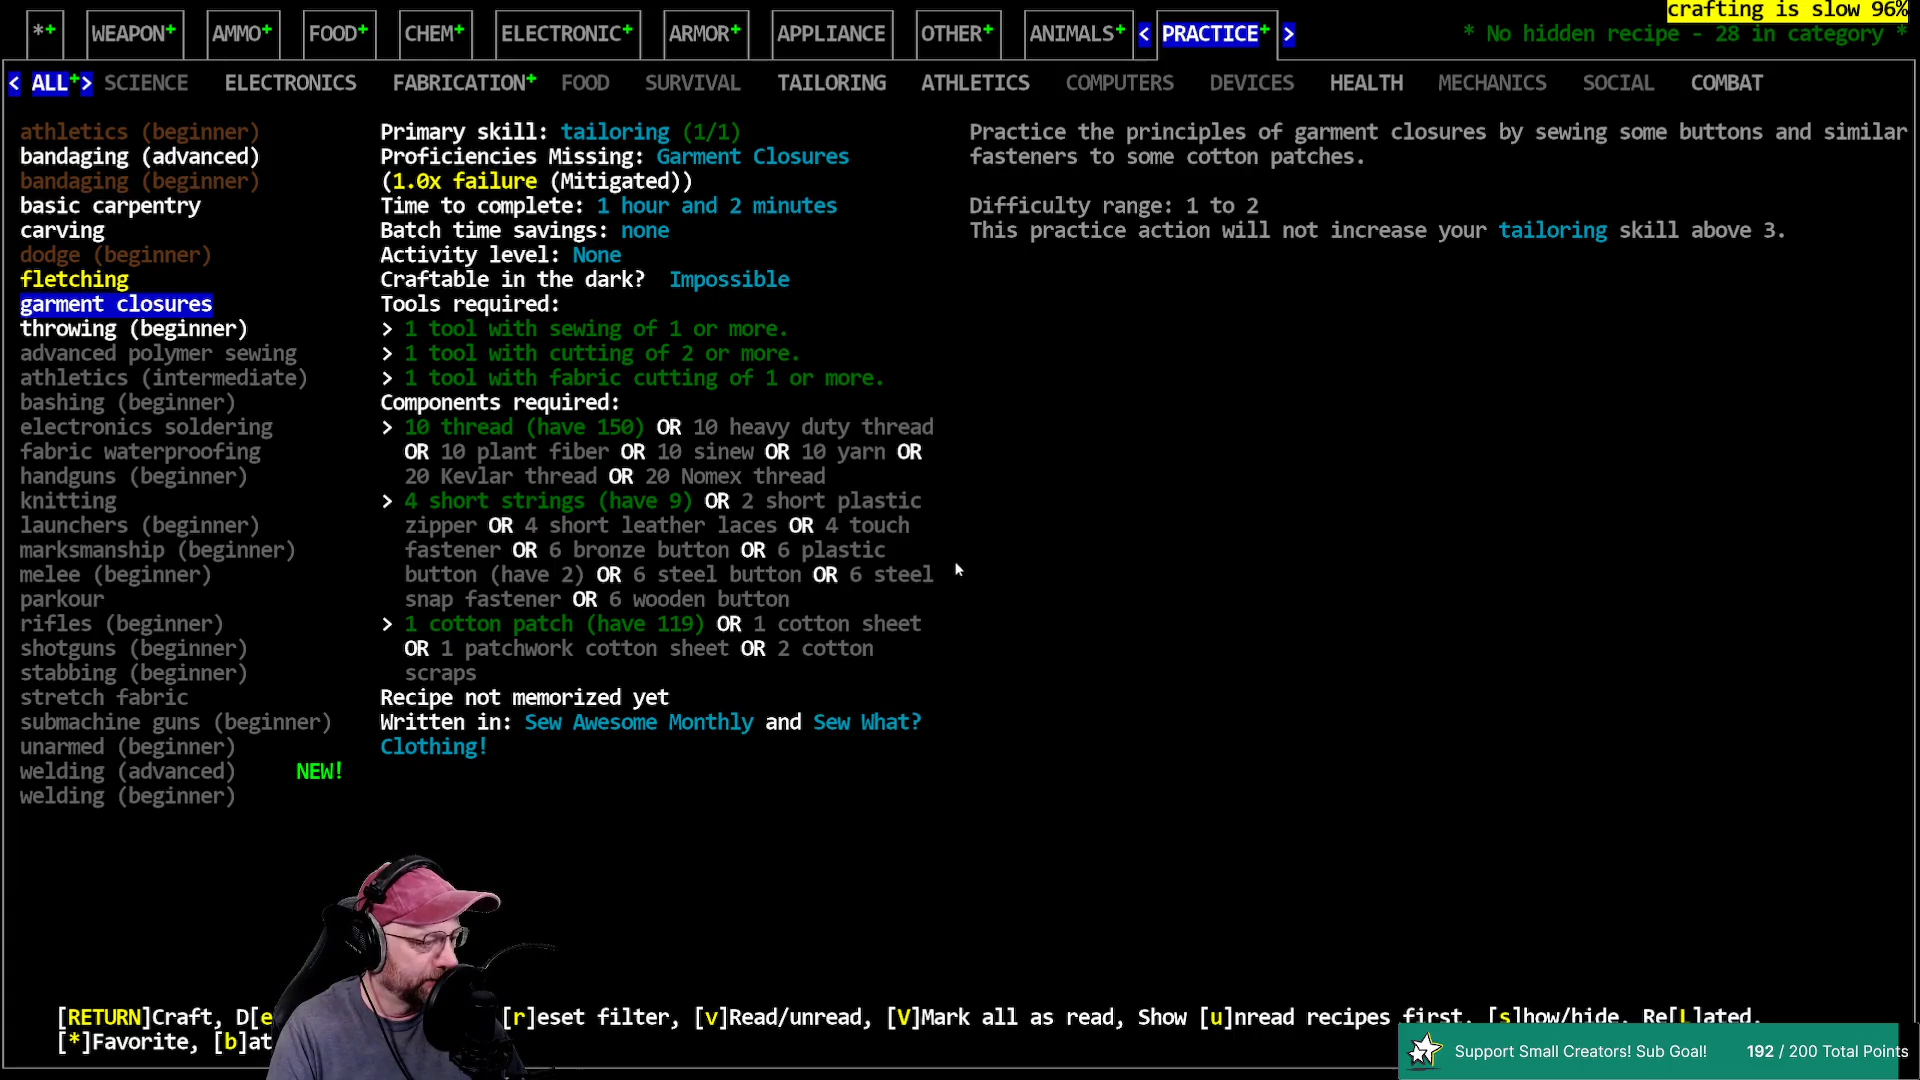 crafting is slow 96%
*+ WEAPON+ AMMO+ FOOD+ CHEM+ ELECTRONIC+ ARMOR+ APPLIANCE OTHER+ ANIMALS+ < PRACTICE+ > * No hidden recipe - 28 in category *
< ALL+> SCIENCE ELECTRONICS FABRICATION+ FOOD SURVIVAL TAILORING ATHLETICS COMPUTERS DEVICES HEALTH MECHANICS SOCIAL COMBAT
athletics (beginner)
bandaging (advanced)
bandaging (beginner)
basic carpentry
carving
dodge (beginner)
fletching
garment closures
throwing (beginner)
advanced polymer sewing
athletics (intermediate)
bashing (beginner)
electronics soldering
fabric waterproofing
handguns (beginner)
knitting
launchers (beginner)
marksmanship (beginner)
melee (beginner)
parkour
rifles (beginner)
shotguns (beginner)
stabbing (beginner)
stretch fabric
submachine guns (beginner)
unarmed (beginner)
welding (advanced) NEW!
welding (beginner)
Primary skill: tailoring (1/1)
Proficiencies Missing: Garment Closures
(1.0x failure (Mitigated))
Time to complete: 1 hour and 2 minutes
Batch time savings: none
Activity level: None
Craftable in the dark? Impossible
Tools required:
> 1 tool with sewing of 1 or more.
> 1 tool with cutting of 2 or more.
> 1 tool with fabric cutting of 1 or more.
Components required:
> 10 thread (have 150) OR 10 heavy duty thread
OR 10 plant fiber OR 10 sinew OR 10 yarn OR
20 Kevlar thread OR 20 Nomex thread
> 4 short strings (have 9) OR 2 short plastic
zipper OR 4 short leather laces OR 4 touch
fastener OR 6 bronze button OR 6 plastic
button (have 2) OR 6 steel button OR 6 steel
snap fastener OR 6 wooden button
> 1 cotton patch (have 119) OR 1 cotton sheet
OR 1 patchwork cotton sheet OR 2 cotton
scraps
Recipe not memorized yet
Written in: Sew Awesome Monthly and Sew What?
Clothing!
Practice the principles of garment closures by sewing some buttons and similar
fasteners to some cotton patches.
Difficulty range: 1 to 2
This practice action will not increase your tailoring skill above 3.
[RETURN]Craft, D[e [r]eset filter, [v]Read/unread, [V]Mark all as read, Show [u]nread recipes first, [s]how/hide, Re[L]ated,
[*]Favorite, [b]at
Support Small Creators! Sub Goal! 192 / 200 Total Points